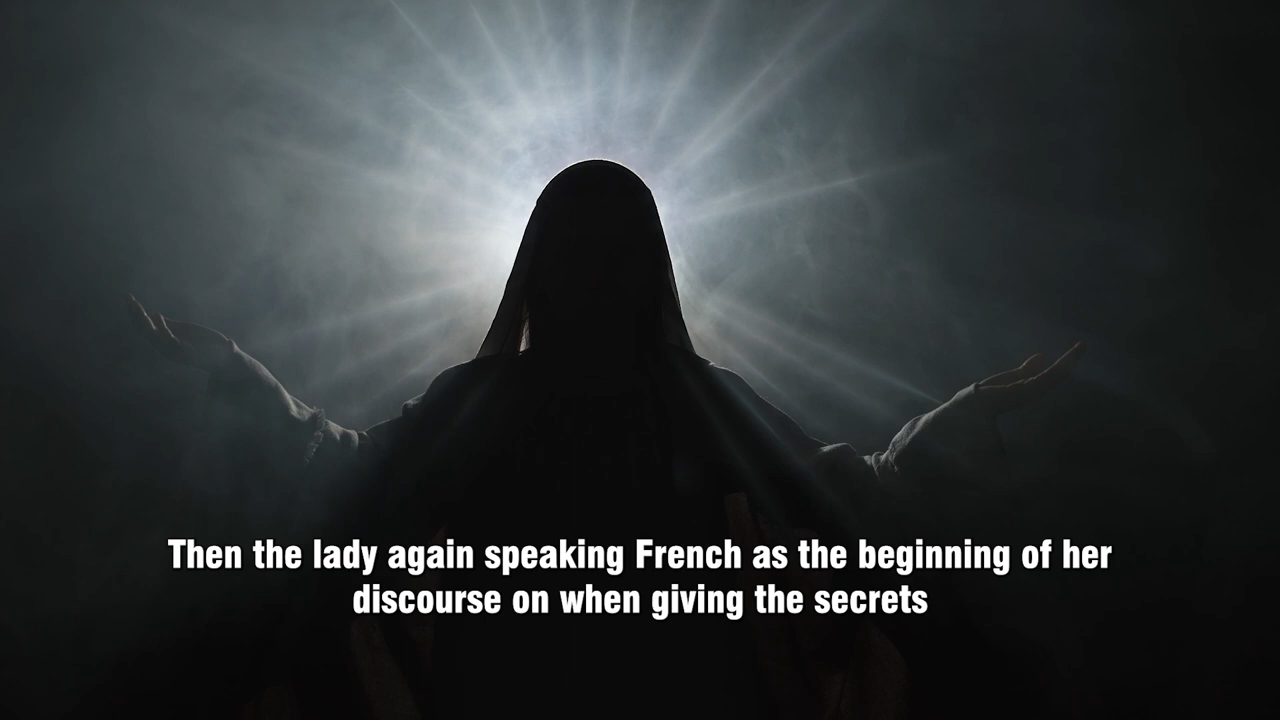 Then the lady again speaking French as the beginning of her
discourse on when giving the secrets